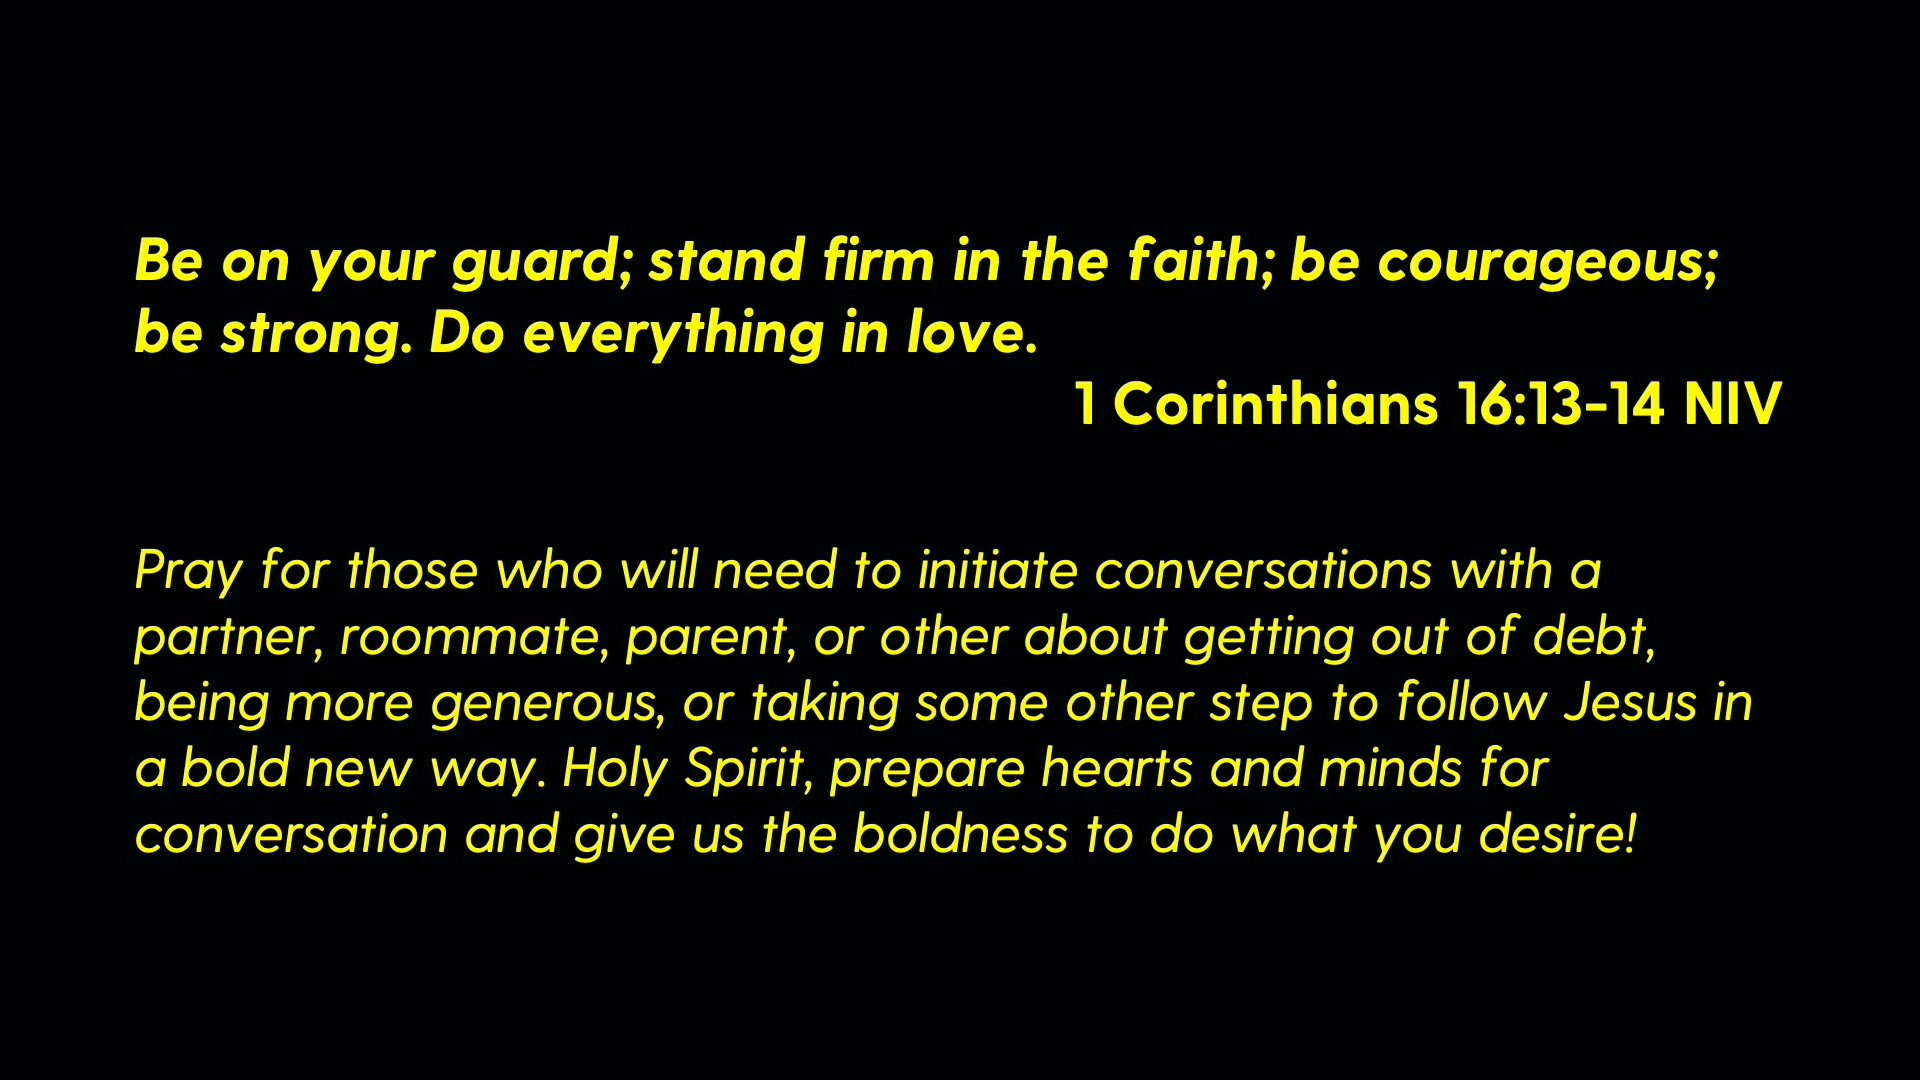 Be on your guard; stand firm in the faith; be courageous;
be strong. Do everything in love.
1 Corinthians 16:13-14 NIV
Pray for those who will need to initiate conversations with a
partner, roommate, parent, or other about getting out of debt,
being more generous, or taking some other step to follow Jesus in
a bold new way. Holy Spirit, prepare hearts and minds for
conversation and give us the boldness to do what you desire!